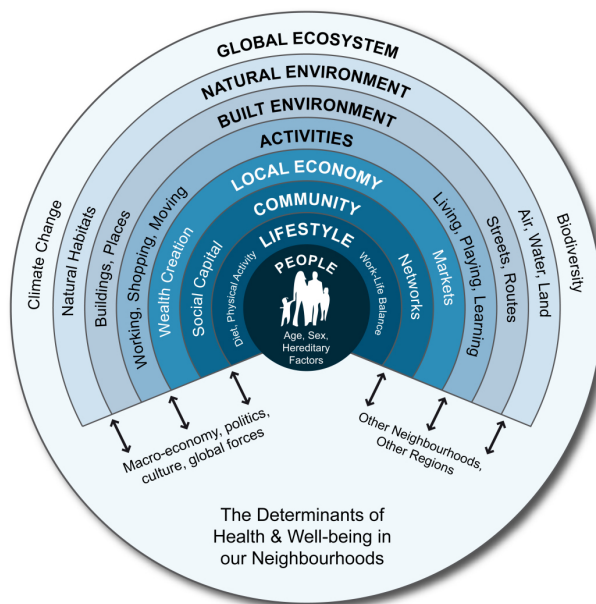 GLOBAL ECOSYSTEM
NATURAL ENVIRONMENT
BUILT ENVIRONMENT
ACTIVITIES
LOCAL ECONOMY
COMMUNITY
LIFESTYLE
PEOPLE
Age, Sex,
Hereditary
Factors
Climate Change
Natural Habitats
Buildings, Places
Working, Shopping, Moving
Wealth Creation
Social Capital
Diet, Physical Activity
Work-Life Balance
Networks
Markets
Living, Playing, Learning
Streets, Routes
Air, Water, Land
Biodiversity
Macro-economy, politics,
culture, global forces
Other Neighbourhoods,
Other Regions
The Determinants of
Health & Well-being in
our Neighbourhoods